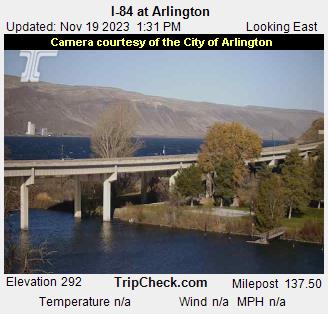 I-84 at Arlington
Updated: Nov 19 2023 1:31 PM Looking East
Camera courtesy of the City of Arlington
Elevation 292 TripCheck.com Milepost 137.50
Temperature n/a Wind n/a MPH n/a